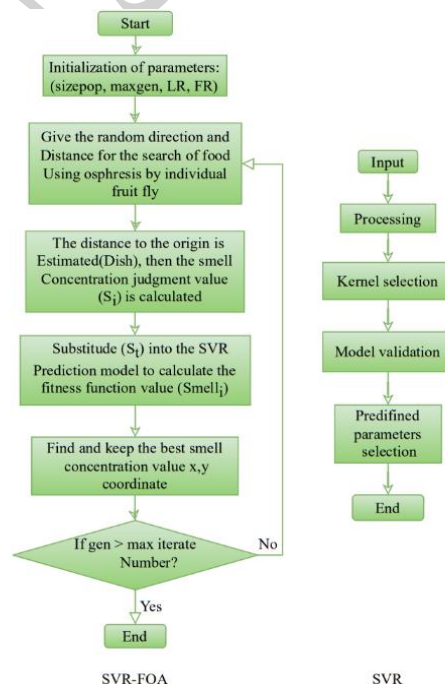 Start
Initialization of parameters:
(sizepop, maxgen, LR, FR)
Give the random direction and
Distance for the search of food
Using osphresis by individual
fruit fly
The distance to the origin is
Estimated(Dish), then the smell
Concentration judgment value
(Si) is calculated
Substitude (St) into the SVR
Prediction model to calculate the
fitness function value (Smelli)
Find and keep the best smell
concentration value x,y
coordinate
If gen > max iterate
Number?
No
Yes
End
SVR-FOA
Input
Processing
Kernel selection
Model validation
Predifined
parameters
selection
End
SVR